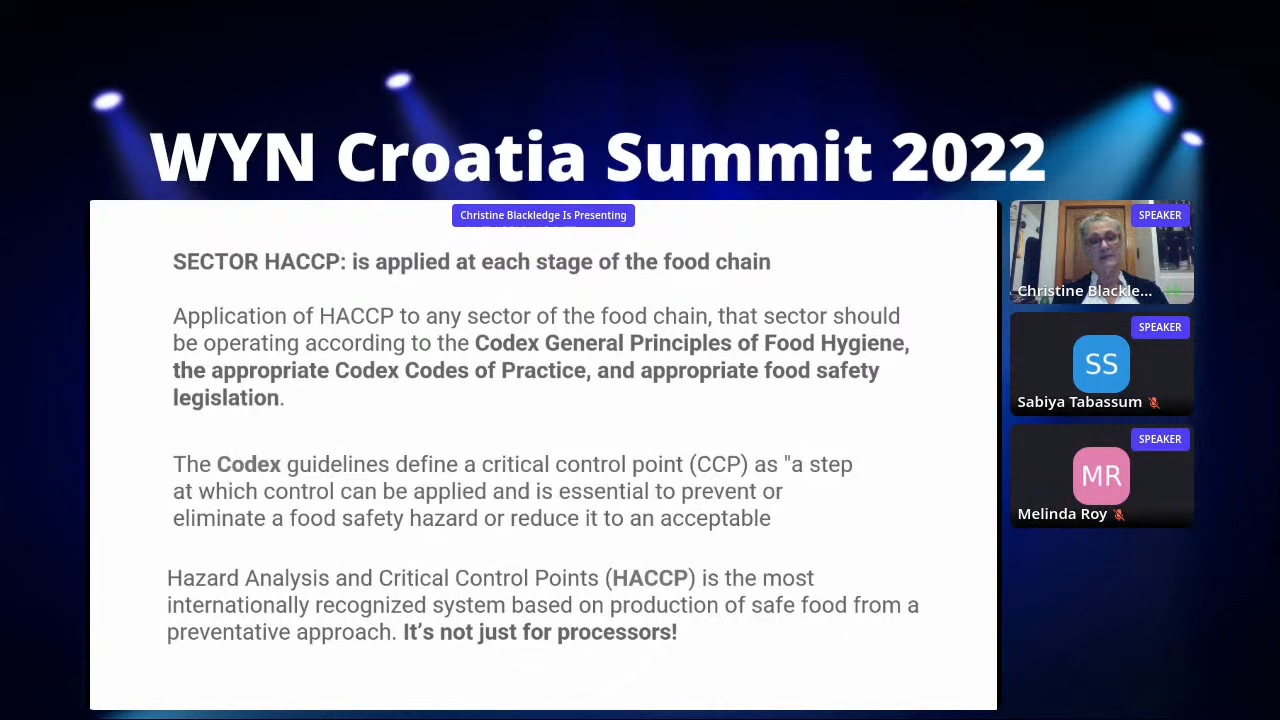 WYN Croatia Summit 2022
Christine Blackledge Is Presenting
SECTOR HACCP: is applied at each stage of the food chain
Application of HACCP to any sector of the food chain, that sector should
be operating according to the Codex General Principles of Food Hygiene,
the appropriate Codex Codes of Practice, and appropriate food safety
legislation.
The Codex guidelines define a critical control point (CCP) as "a step
at which control can be applied and is essential to prevent or
eliminate a food safety hazard or reduce it to an acceptable
Hazard Analysis and Critical Control Points (HACCP) is the most
internationally recognized system based on production of safe food from a
preventative approach. It’s not just for processors!
SPEAKER
Christine Blackle...
SPEAKER
SS
Sabiya Tabassum
SPEAKER
MR
Melinda Roy